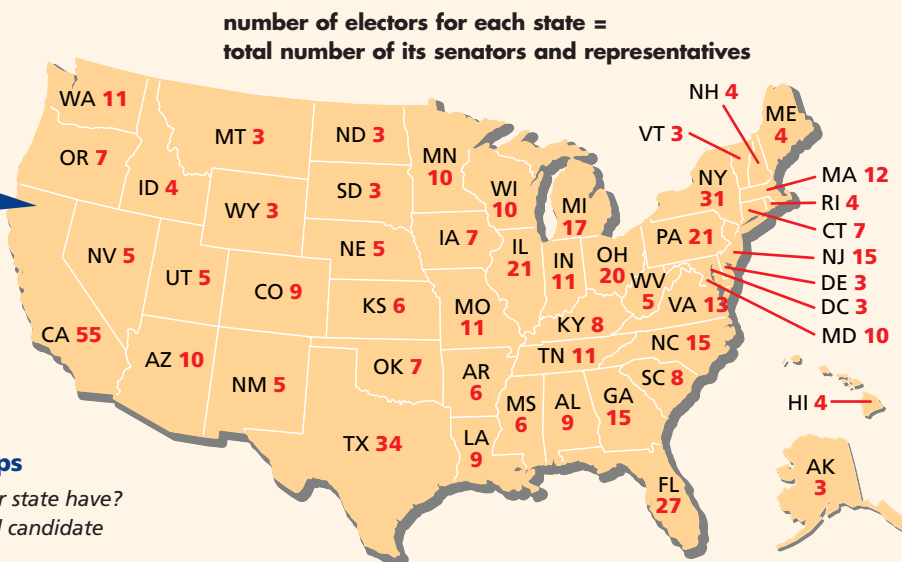 number of electors for each state =
total number of its senators and representatives
WA 11
OR 7
ID 4
MT 3
WY 3
ND 3
SD 3
NE 5
NV 5
UT 5
CO 9
KS 6
CA 55
AZ 10
NM 5
OK 7
TX 34
MN
10
IA 7
MO
11
AR
6
LA
9
WI
10
IL
21
MI
17
IN
11
OH
20
KY 8
TN 11
MS
6
AL
9
GA
15
FL
27
SC 8
NC 15
VA 13
WV
5
PA 21
NY
31
VT 3
NH 4
ME
4
MA 12
RI 4
CT 7
NJ 15
DE 3
DC 3
MD 10
HI 4
AK
3
ps
r state have?
candidate